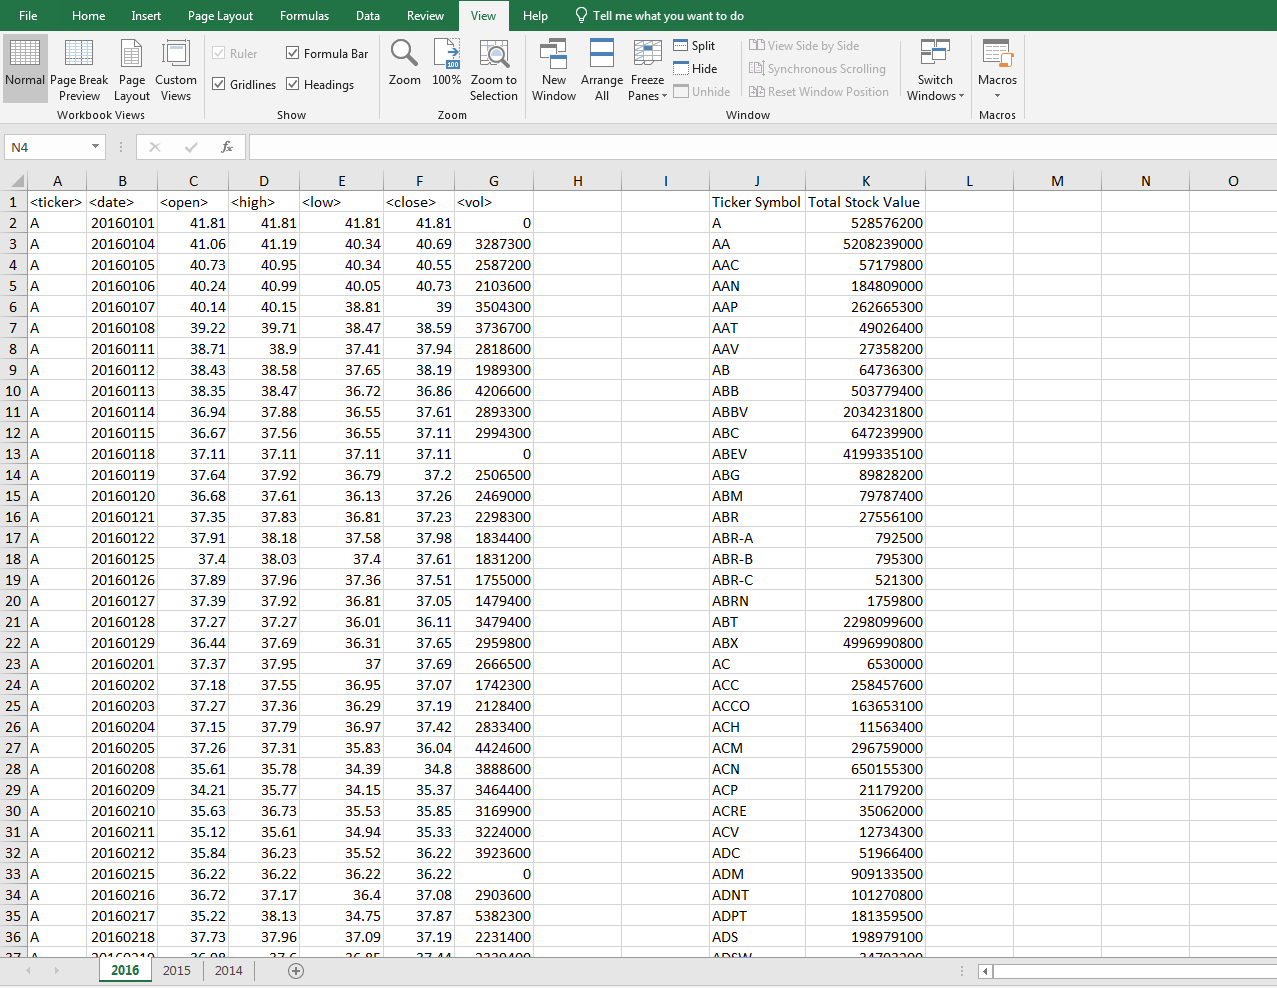 File Home Insert Page Layout Formulas Data Review View Help Tell me what you want to do
Normal Page Break Preview Page Layout Custom Views
Workbook Views
Ruler Formula Bar
Gridlines Headings
Show
Zoom 100% Zoom to Selection
Zoom
New Window Arrange All Freeze Panes
Split
Hide
Unhide
View Side by Side
Synchronous Scrolling
Reset Window Position
Switch Windows
Window
Macros
Macros
N4 fx
A B C D E F G H I J K L M N O
1 <ticker> <date> <open> <high> <low> <close> <vol> Ticker Symbol Total Stock Value
2 A 20160101 41.81 41.81 41.81 41.81 0 A 528576200
3 A 20160104 41.06 41.19 40.34 40.69 3287300 AA 5208239000
4 A 20160105 40.73 40.95 40.34 40.55 2587200 AAC 57179800
5 A 20160106 40.24 40.99 40.05 40.73 2103600 AAN 184809000
6 A 20160107 40.14 40.15 38.81 39 3504300 AAP 262665300
7 A 20160108 39.22 39.71 38.47 38.59 3736700 AAT 49026400
8 A 20160111 38.71 38.9 37.41 37.94 2818600 AAV 27358200
9 A 20160112 38.43 38.58 37.65 38.19 1989300 AB 64736300
10 A 20160113 38.35 38.47 36.72 36.86 4206600 ABB 503779400
11 A 20160114 36.94 37.88 36.55 37.61 2893300 ABBV 2034231800
12 A 20160115 36.67 37.56 36.55 37.11 2994300 ABC 647239900
13 A 20160118 37.11 37.11 37.11 37.11 0 ABEV 4199335100
14 A 20160119 37.64 37.92 36.79 37.2 2506500 ABG 89828200
15 A 20160120 36.68 37.61 36.13 37.26 2469000 ABM 79787400
16 A 20160121 37.35 37.83 36.81 37.23 2298300 ABR 27556100
17 A 20160122 37.91 38.18 37.58 37.98 1834400 ABR-A 792500
18 A 20160125 37.4 38.03 37.4 37.61 1831200 ABR-B 795300
19 A 20160126 37.89 37.96 37.36 37.51 1755000 ABR-C 521300
20 A 20160127 37.39 37.92 36.81 37.05 1479400 ABRN 1759800
21 A 20160128 37.27 37.27 36.01 36.11 3479400 ABT 2298099600
22 A 20160129 36.44 37.69 36.31 37.65 2959800 ABX 4996990800
23 A 20160201 37.37 37.95 37 37.69 2666500 AC 6530000
24 A 20160202 37.18 37.55 36.95 37.07 1742300 ACC 258457600
25 A 20160203 37.27 37.36 36.29 37.19 2128400 ACCO 163653100
26 A 20160204 37.15 37.79 36.97 37.42 2833400 ACH 11563400
27 A 20160205 37.26 37.31 35.83 36.04 4424600 ACM 296759000
28 A 20160208 35.61 35.78 34.39 34.8 3888600 ACN 650155300
29 A 20160209 34.21 35.77 34.15 35.37 3464400 ACP 21179200
30 A 20160210 35.63 36.73 35.53 35.85 3169900 ACRE 35062000
31 A 20160211 35.12 35.61 34.94 35.33 3224000 ACV 12734300
32 A 20160212 35.84 36.23 35.52 36.22 3923600 ADC 51966400
33 A 20160215 36.22 36.22 36.22 36.22 0 ADM 909133500
34 A 20160216 36.72 37.17 36.4 37.08 2903600 ADNT 101270800
35 A 20160217 35.22 38.13 34.75 37.87 5382300 ADPT 181359500
36 A 20160218 37.73 37.96 37.09 37.19 2231400 ADS 198979100
2016 2015 2014